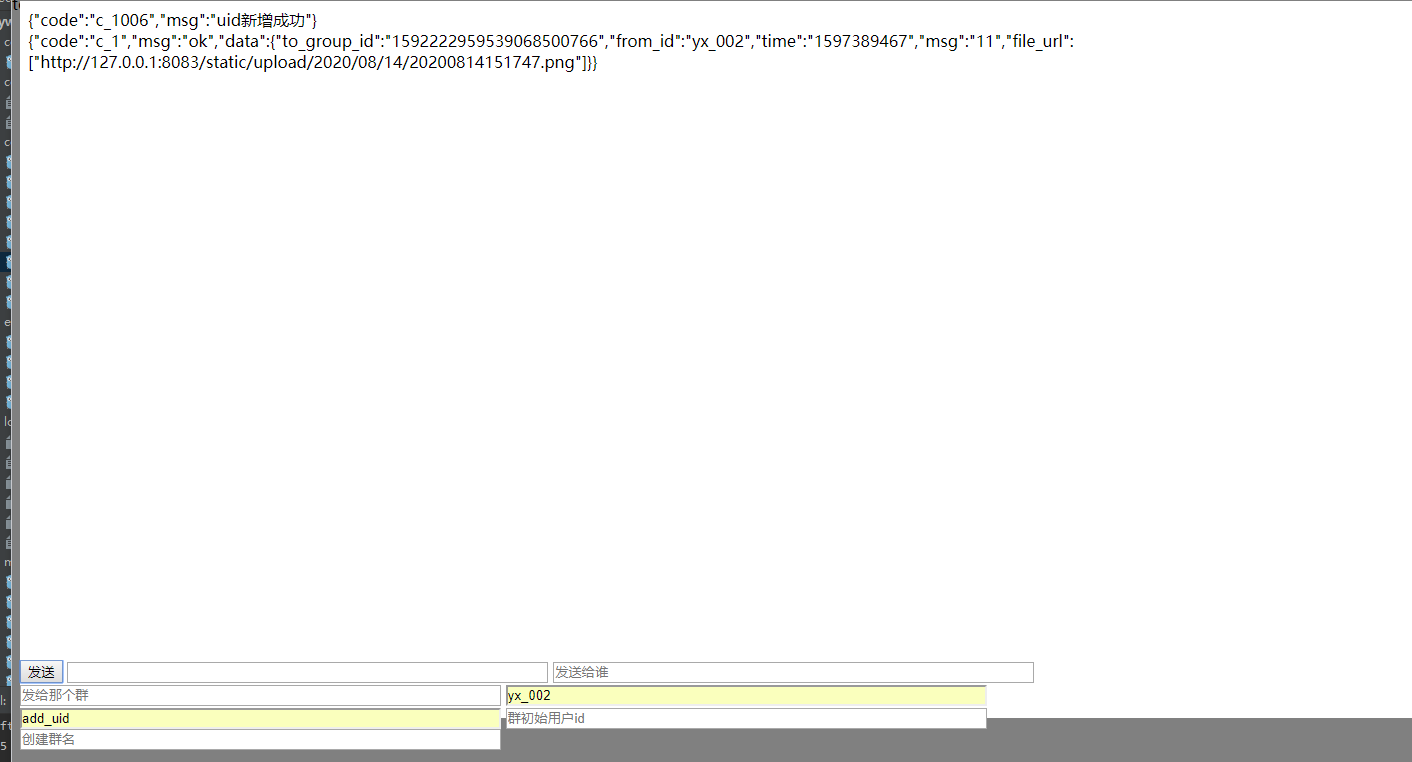 {"code":"c_1006","msg":"uid新增成功"}
{"code":"c_1","msg":"ok","data":{"to_group_id":"1592222959539068500766","from_id":"yx_002","time":"1597389467","msg":"11","file_url":
["http://127.0.0.1:8083/static/upload/2020/08/14/20200814151747.png"]}}
发送 发送给谁
发给那个群 yx_002
add_uid 群初始用户id
创建群名